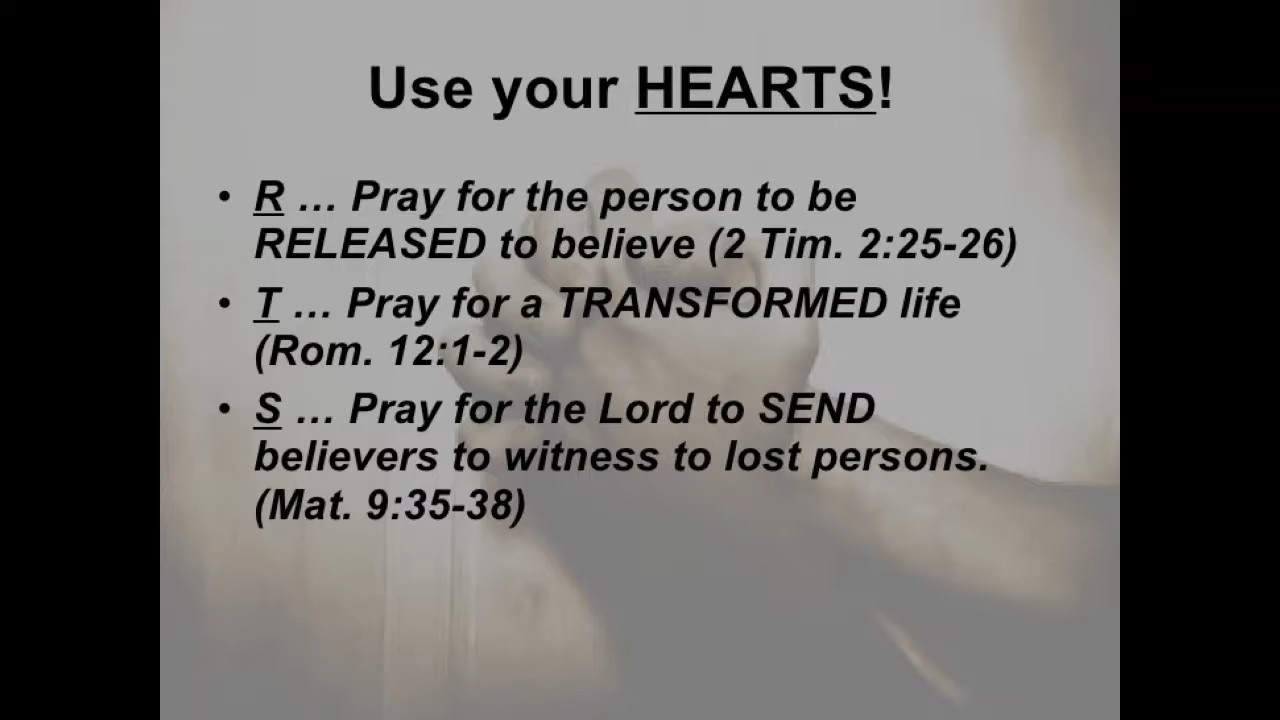 Use your HEARTS!
• R … Pray for the person to be
RELEASED to believe (2 Tim. 2:25-26)
• T … Pray for a TRANSFORMED life
(Rom. 12:1-2)
• S … Pray for the Lord to SEND
believers to witness to lost persons.
(Mat. 9:35-38)